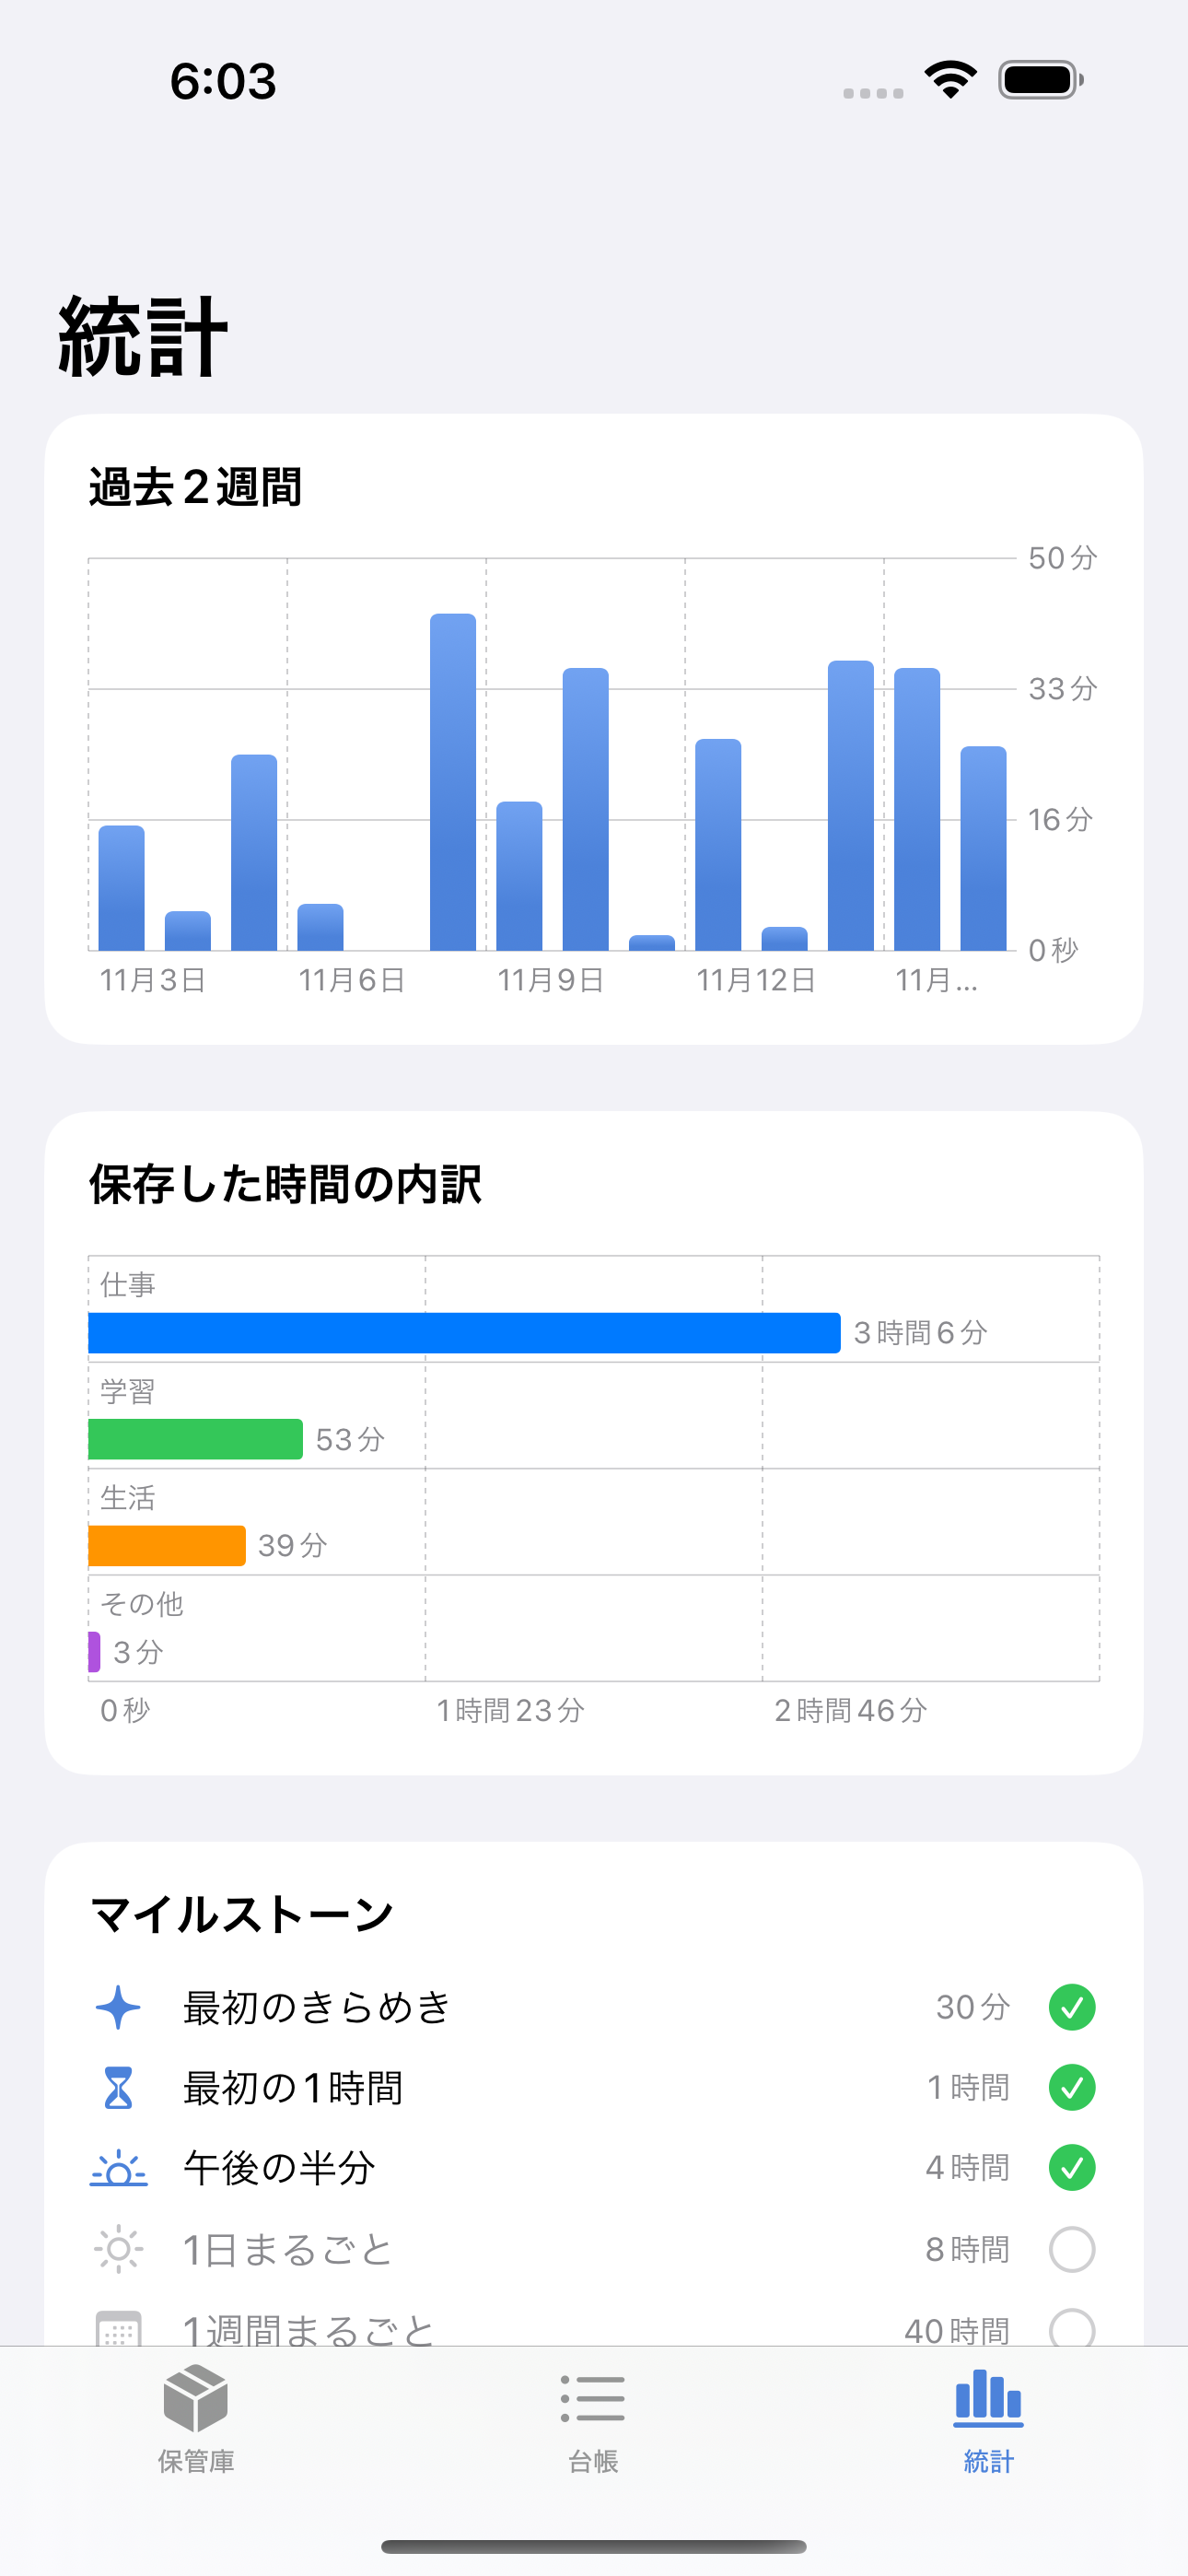 6:03
統計
過去2週間
50分
33分
16分
0秒
11月3日 11月6日 11月9日 11月12日 11月...
保存した時間の内訳
仕事
3時間6分
学習
53分
生活
39分
その他
3分
0秒 1時間23分 2時間46分
マイルストーン
最初のきらめき 30分
最初の1時間 1時間
午後の半分 4時間
1日まるごと 8時間
1週間まるごと 40時間
保管庫 台帳 統計